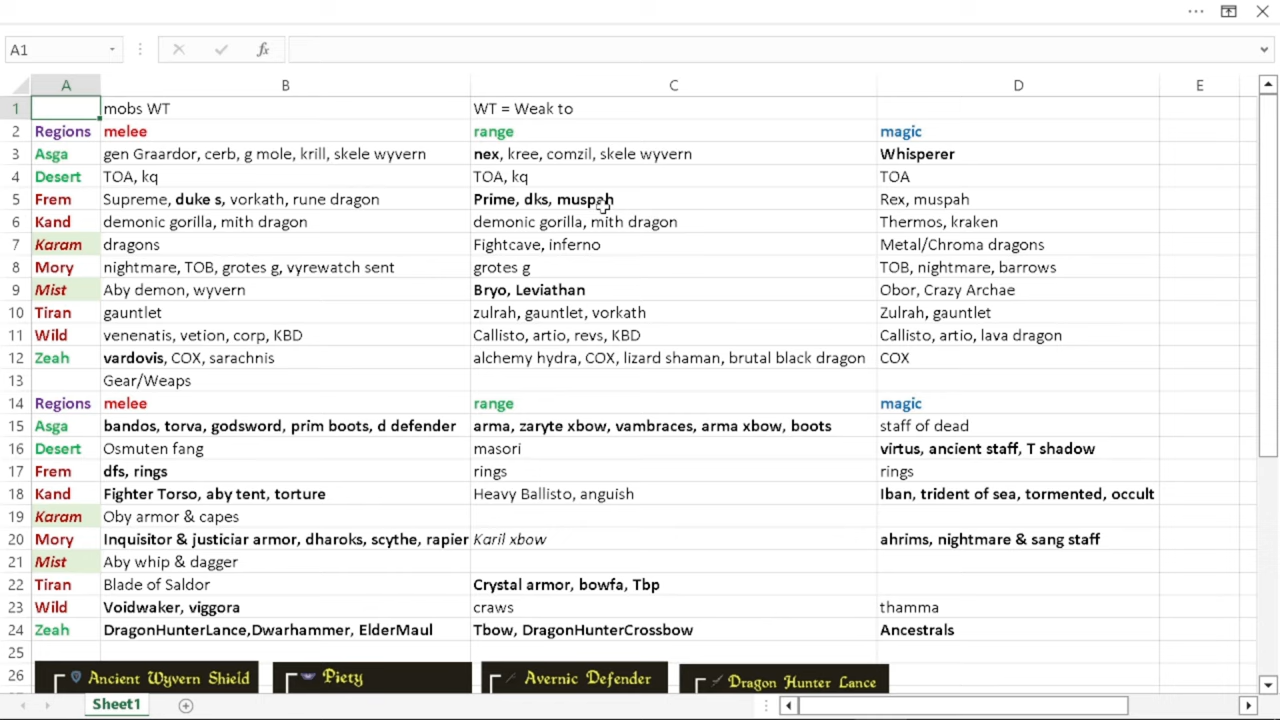 A1
fx
A B C D E
1 mobs WT WT = Weak to
2 Regions melee range magic
3 Asga gen Graardor, cerb, g mole, krill, skele wyvern nex, kree, comzil, skele wyvern Whisperer
4 Desert TOA, kq TOA, kq TOA
5 Frem Supreme, duke s, vorkath, rune dragon Prime, dks, muspah Rex, muspah
6 Kand demonic gorilla, mith dragon demonic gorilla, mith dragon Thermos, kraken
7 Karam dragons Fightcave, inferno Metal/Chroma dragons
8 Mory nightmare, TOB, grotes g, vyrewatch sent grotes g TOB, nightmare, barrows
9 Mist Aby demon, wyvern Bryo, Leviathan Obor, Crazy Archae
10 Tiran gauntlet zulrah, gauntlet, vorkath Zulrah, gauntlet
11 Wild venenatis, vetion, corp, KBD Callisto, artio, revs, KBD Callisto, artio, lava dragon
12 Zeah vardovis, COX, sarachnis alchemy hydra, COX, lizard shaman, brutal black dragon COX
13 Gear/Weaps
14 Regions melee range magic
15 Asga bandos, torva, godsword, prim boots, d defender arma, zaryte xbow, vambraces, arma xbow, boots staff of dead
16 Desert Osmuten fang masori virtus, ancient staff, T shadow
17 Frem dfs, rings rings rings
18 Kand Fighter Torso, aby tent, torture Heavy Ballisto, anguish Iban, trident of sea, tormented, occult
19 Karam Oby armor & capes
20 Mory Inquisitor & justiciar armor, dharoks, scythe, rapier Karil xbow ahrims, nightmare & sang staff
21 Mist Aby whip & dagger
22 Tiran Blade of Saldor Crystal armor, bowfa, Tbp
23 Wild Voidwaker, viggora craws thamma
24 Zeah DragonHunterLance,Dwarhammer, ElderMaul Tbow, DragonHunterCrossbow Ancestrals
25
26 Ancient Wyvern Shield Piety Avernic Defender Dragon Hunter Lance
Sheet1